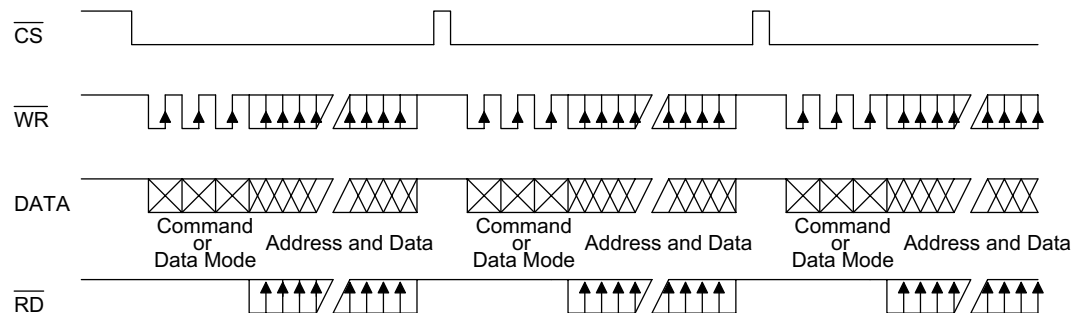 CS
WR
DATA
Command
or
Data Mode
Address and Data
Command
or
Data Mode
Address and Data
Command
or
Data Mode
Address and Data
RD